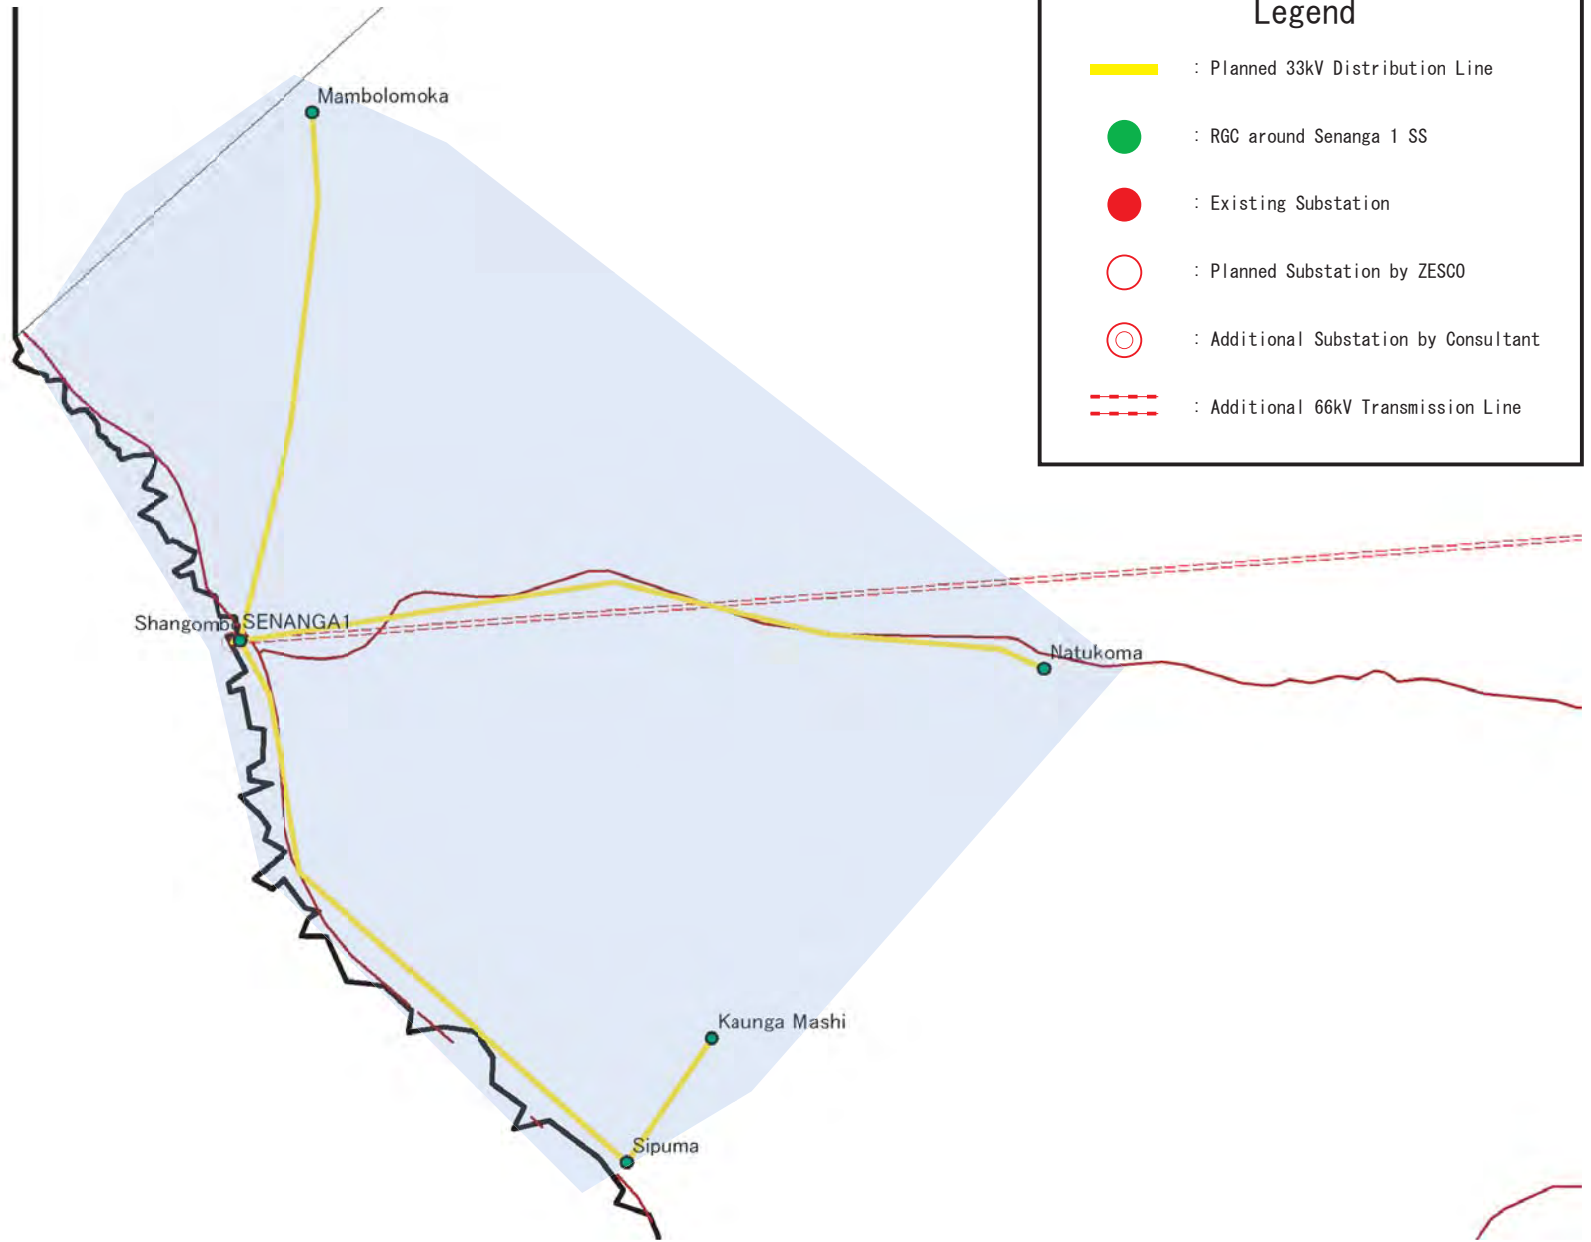 Legend
: Planned 33kV Distribution Line
: RGC around Senanga 1 SS
: Existing Substation
: Planned Substation by ZESCO
: Additional Substation by Consultant
: Additional 66kV Transmission Line
Mambolomoka
Shangombo
SENANGA1
Natukoma
Kaunga Mashi
Sipuma